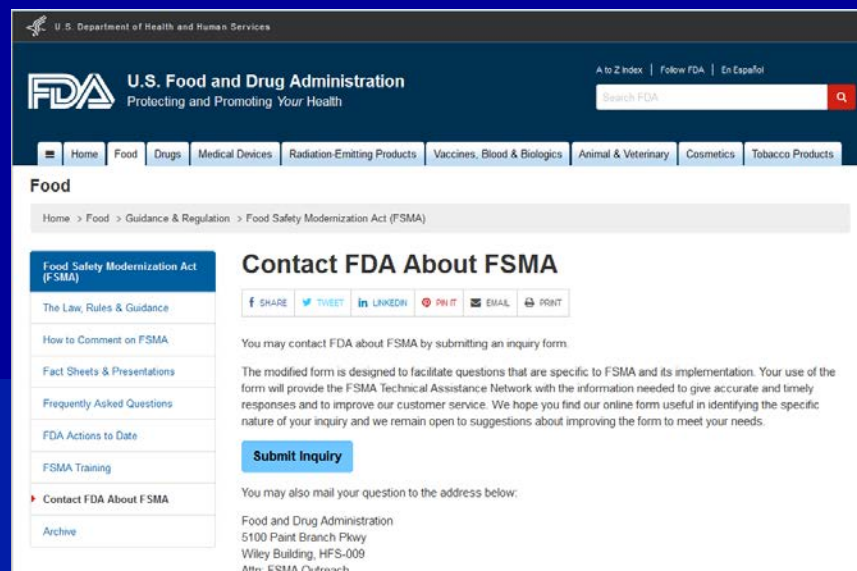 U.S. Department of Health and Human Services
A to Z Index | Follow FDA | En Español
FDA
U.S. Food and Drug Administration
Protecting and Promoting Your Health
Search FDA
Home Food Drugs Medical Devices Radiation-Emitting Products Vaccines, Blood & Biologics Animal & Veterinary Cosmetics Tobacco Products
Food
Home > Food > Guidance & Regulation > Food Safety Modernization Act (FSMA)
Food Safety Modernization Act
(FSMA)
The Law, Rules & Guidance
How to Comment on FSMA
Fact Sheets & Presentations
Frequently Asked Questions
FDA Actions to Date
FSMA Training
Contact FDA About FSMA
Archive
Contact FDA About FSMA
SHARE TWEET LINKEDIN PIN IT EMAIL PRINT
You may contact FDA about FSMA by submitting an inquiry form.
The modified form is designed to facilitate questions that are specific to FSMA and its implementation. Your use of the
form will provide the FSMA Technical Assistance Network with the information needed to give accurate and timely
responses and to improve our customer service. We hope you find our online form useful in identifying the specific
nature of your inquiry and we remain open to suggestions about improving the form to meet your needs.
Submit Inquiry
You may also mail your question to the address below:
Food and Drug Administration
5100 Paint Branch Pkwy
Wiley Building, HFS-009
Attn: FSMA Outreach